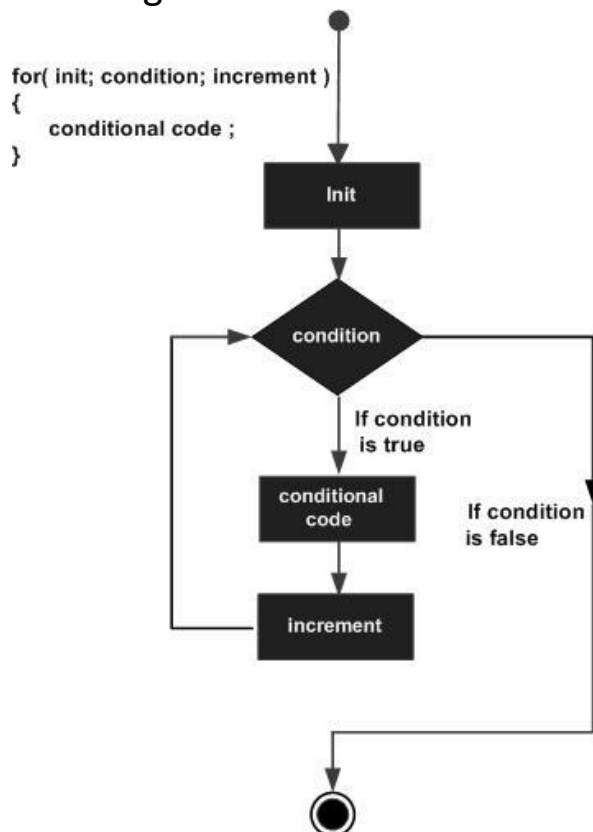 for( init; condition; increment )
{
conditional code ;
}
Init
condition
If condition
is true
conditional
code
If condition
is false
increment